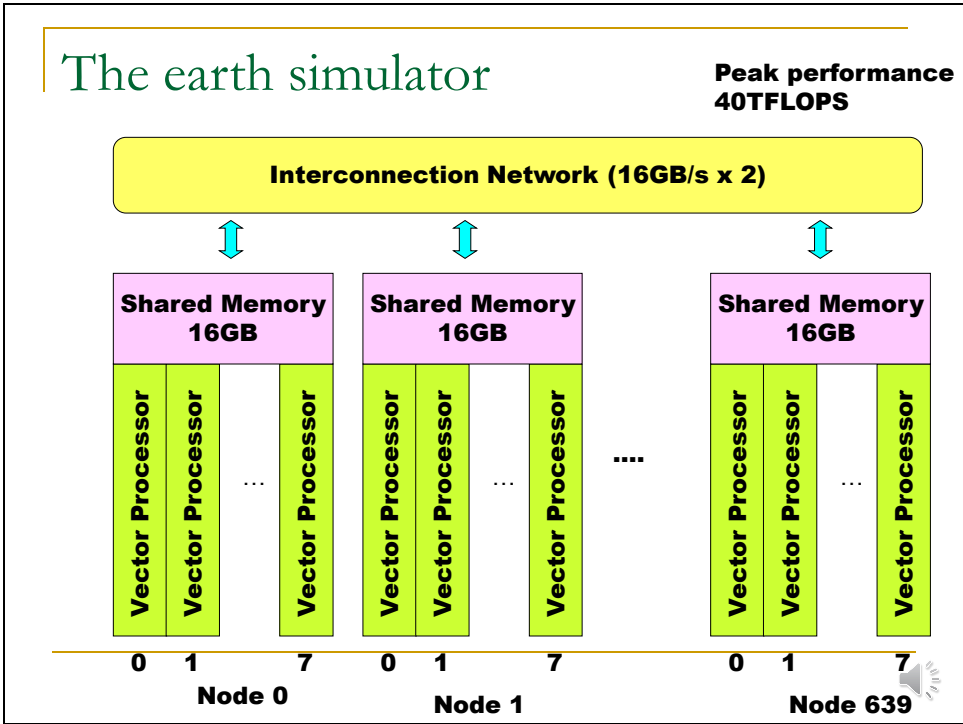 The earth simulator
Peak performance
40TFLOPS
Interconnection Network (16GB/s x 2)
Shared Memory
16GB
Shared Memory
16GB
Shared Memory
16GB
Vector Processor
Vector Processor
...
Vector Processor
Vector Processor
Vector Processor
...
Vector Processor
....
Vector Processor
Vector Processor
...
Vector Processor
0 1 7 0 1 7 0 1 7
Node 0
Node 1
Node 639